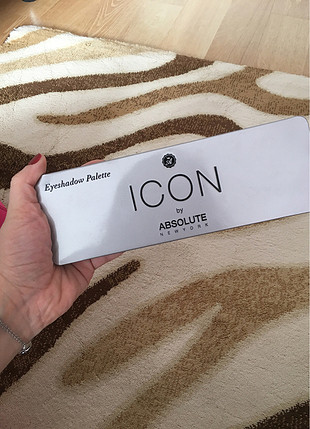 Eyeshadow Palette
ICON
by
ABSOLUTE
NEW YORK